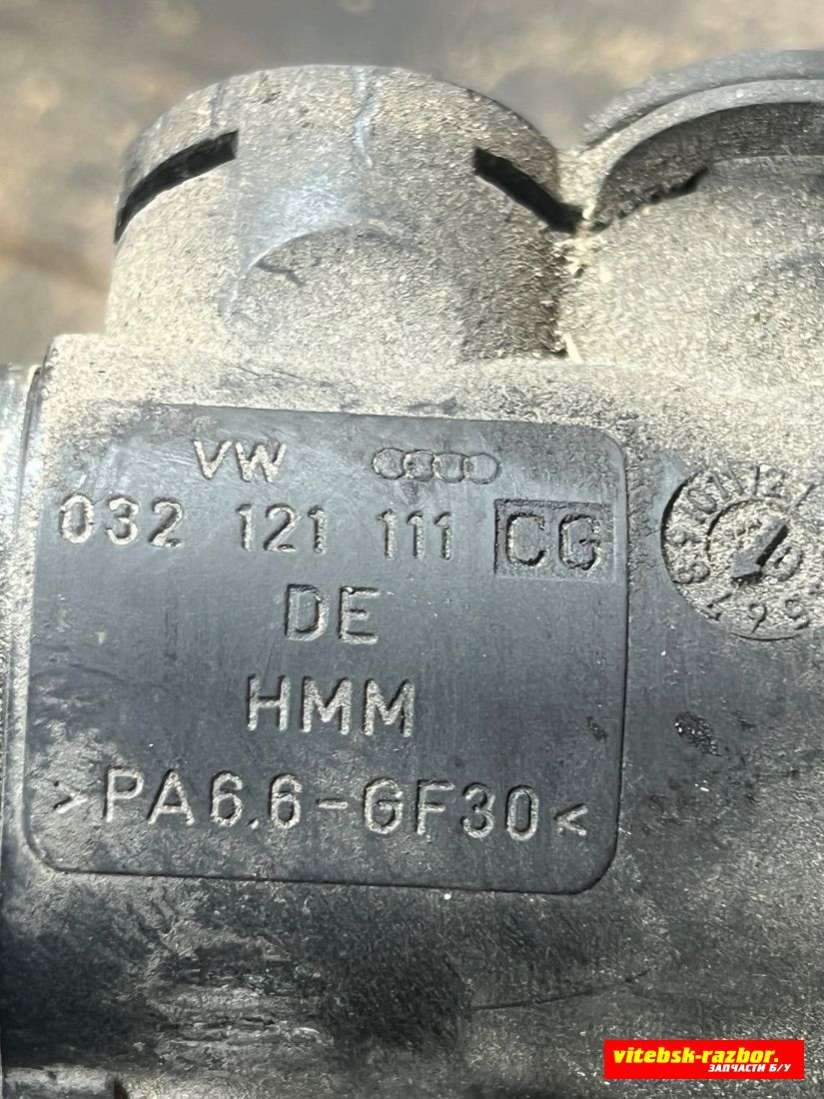 VW
032 121 111 CG
DE
HMM
>PA6.6-GF30<
vitebsk-razbor.
ЗАПЧАСТИ Б/У